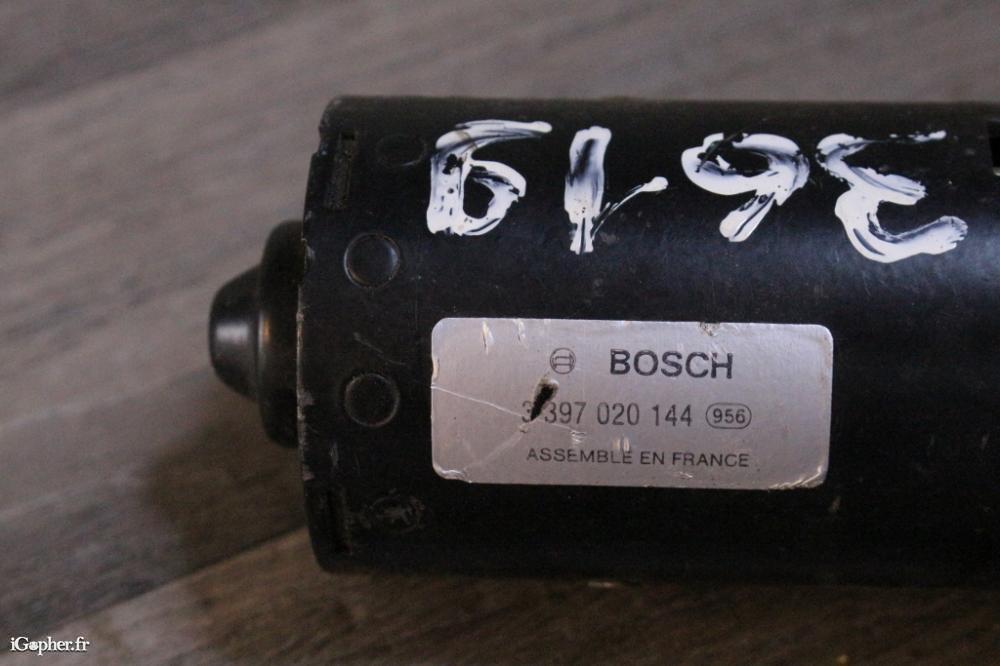 3619
BOSCH
3 397 020 144 956
ASSEMBLE EN FRANCE
iGopher.fr